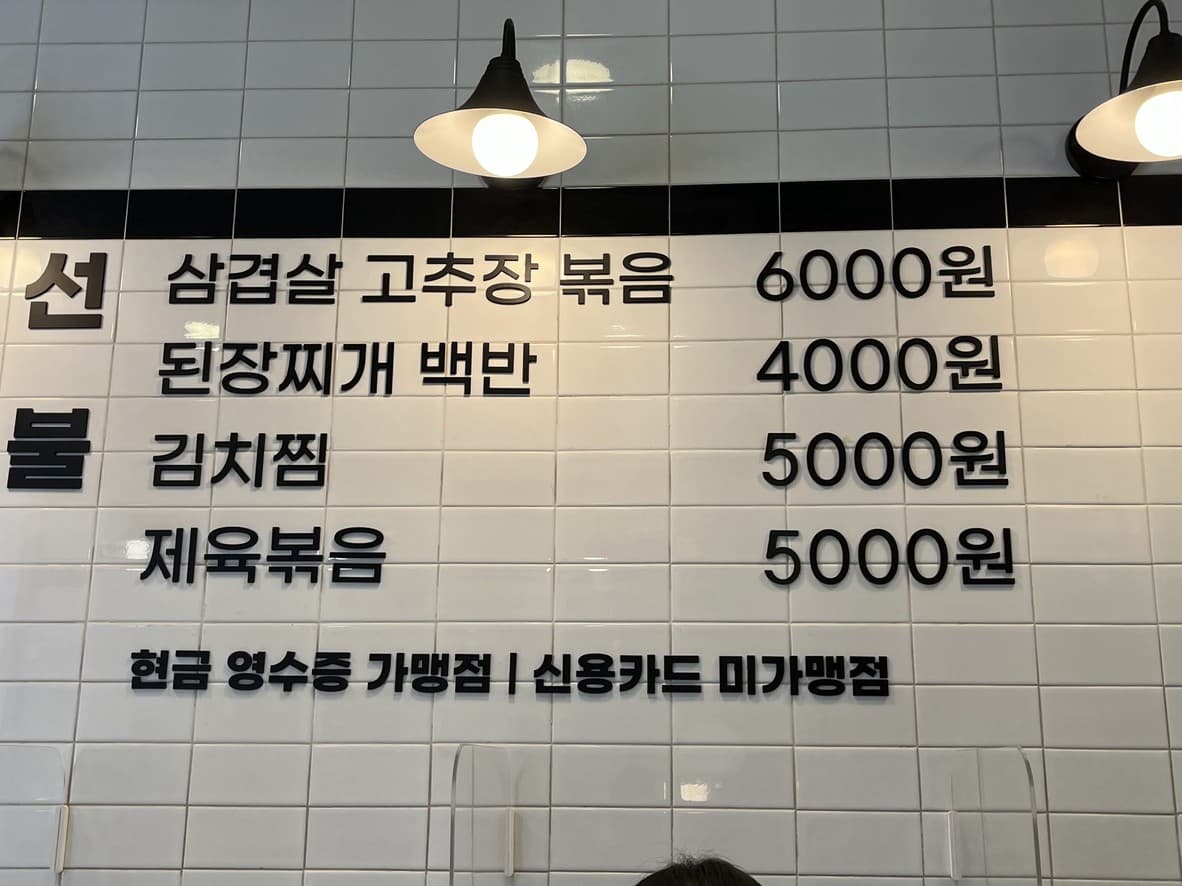 선불
삼겹살 고추장 볶음 6000원
된장찌개 백반 4000원
김치찜 5000원
제육볶음 5000원
현금 영수증 가맹점 | 신용카드 미가맹점